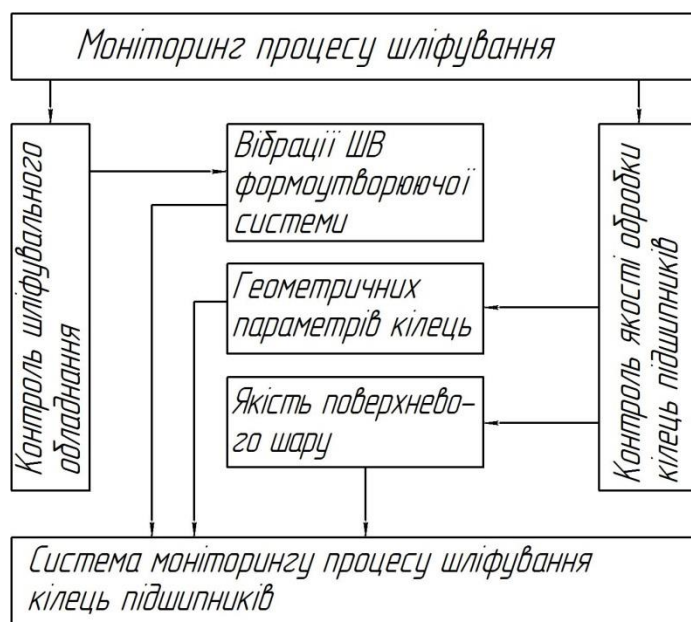 Моніторинг процесу шліфування
Контроль шліфувального
обладнання
Вібрації ШВ
формоутворюючої
системи
Геометричних
параметрів кілець
Якість поверхнево-
го шару
Контроль якості обробки
кілець підшипників
Система моніторингу процесу шліфування
кілець підшипників